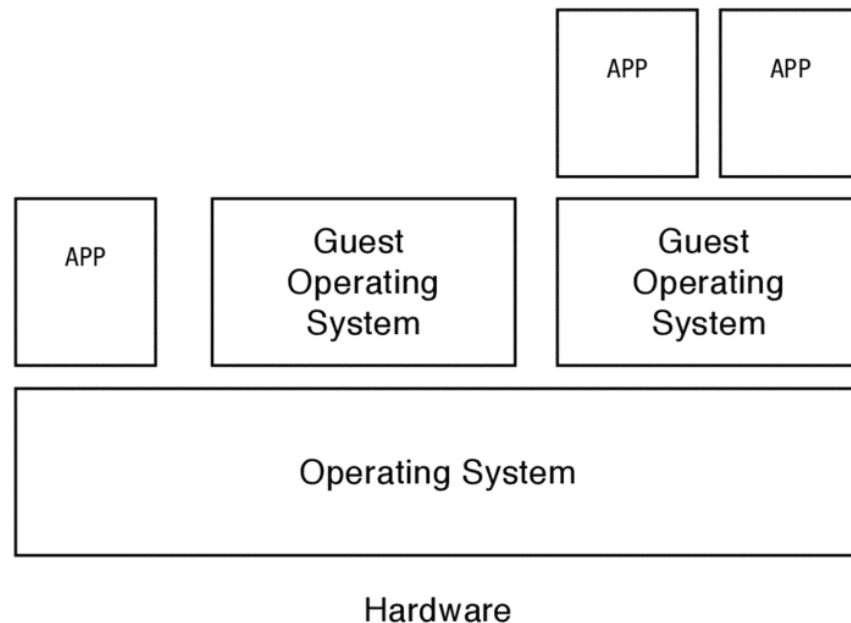 APP
APP
APP
Guest
Operating
System
Guest
Operating
System
Operating System
Hardware